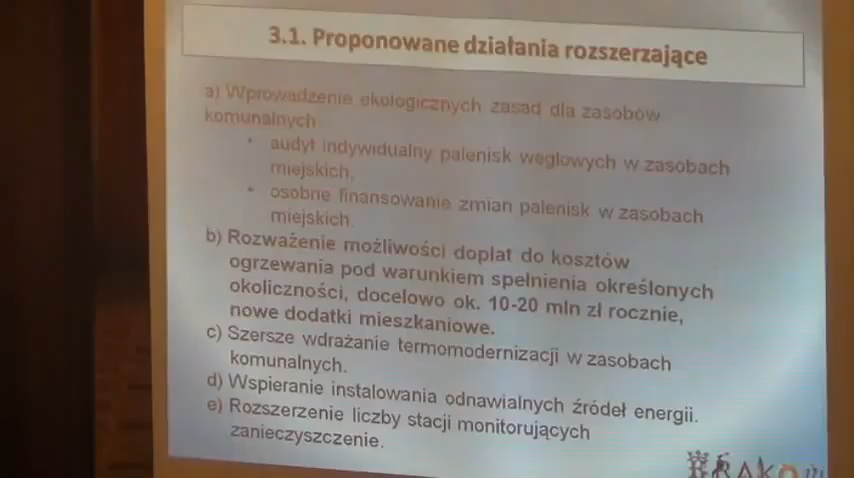 3.1. Proponowane działania rozszerzające
a) Wprowadzenie ekologicznych zasad dla zasobów
komunalnych
• audyt indywidualny palenisk węglowych w zasobach
miejskich,
• osobne finansowanie zmian palenisk w zasobach
miejskich.
b) Rozważenie możliwości dopłat do kosztów
ogrzewania pod warunkiem spełnienia określonych
okoliczności, docelowo ok. 10-20 mln zł rocznie,
nowe dodatki mieszkaniowe.
c) Szersze wdrażanie termomodernizacji w zasobach
komunalnych.
d) Wspieranie instalowania odnawialnych źródeł energii.
e) Rozszerzenie liczby stacji monitorujących
zanieczyszczenie.